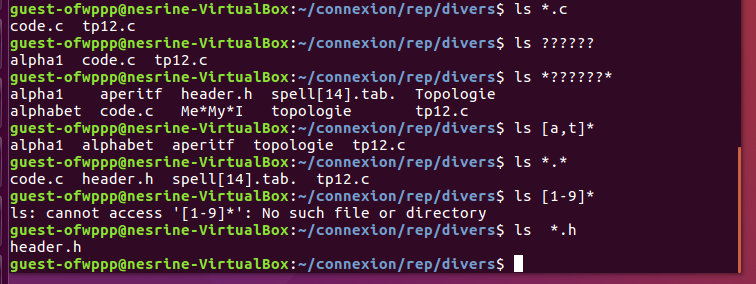 guest-ofwppp@nesrine-VirtualBox:~/connexion/rep/divers$ ls *.c
code.c  tp12.c
guest-ofwppp@nesrine-VirtualBox:~/connexion/rep/divers$ ls ??????
alpha1  code.c  tp12.c
guest-ofwppp@nesrine-VirtualBox:~/connexion/rep/divers$ ls *??????*
alpha1    aperitf  header.h  spell[14].tab.  Topologie
alphabet  code.c  Me*My*I  topologie  tp12.c
guest-ofwppp@nesrine-VirtualBox:~/connexion/rep/divers$ ls [a,t]*
alpha1  alphabet  aperitf  topologie  tp12.c
guest-ofwppp@nesrine-VirtualBox:~/connexion/rep/divers$ ls *.*
code.c  header.h  spell[14].tab.  tp12.c
guest-ofwppp@nesrine-VirtualBox:~/connexion/rep/divers$ ls [1-9]*
ls: cannot access '[1-9]*': No such file or directory
guest-ofwppp@nesrine-VirtualBox:~/connexion/rep/divers$ ls  *.h
header.h
guest-ofwppp@nesrine-VirtualBox:~/connexion/rep/divers$